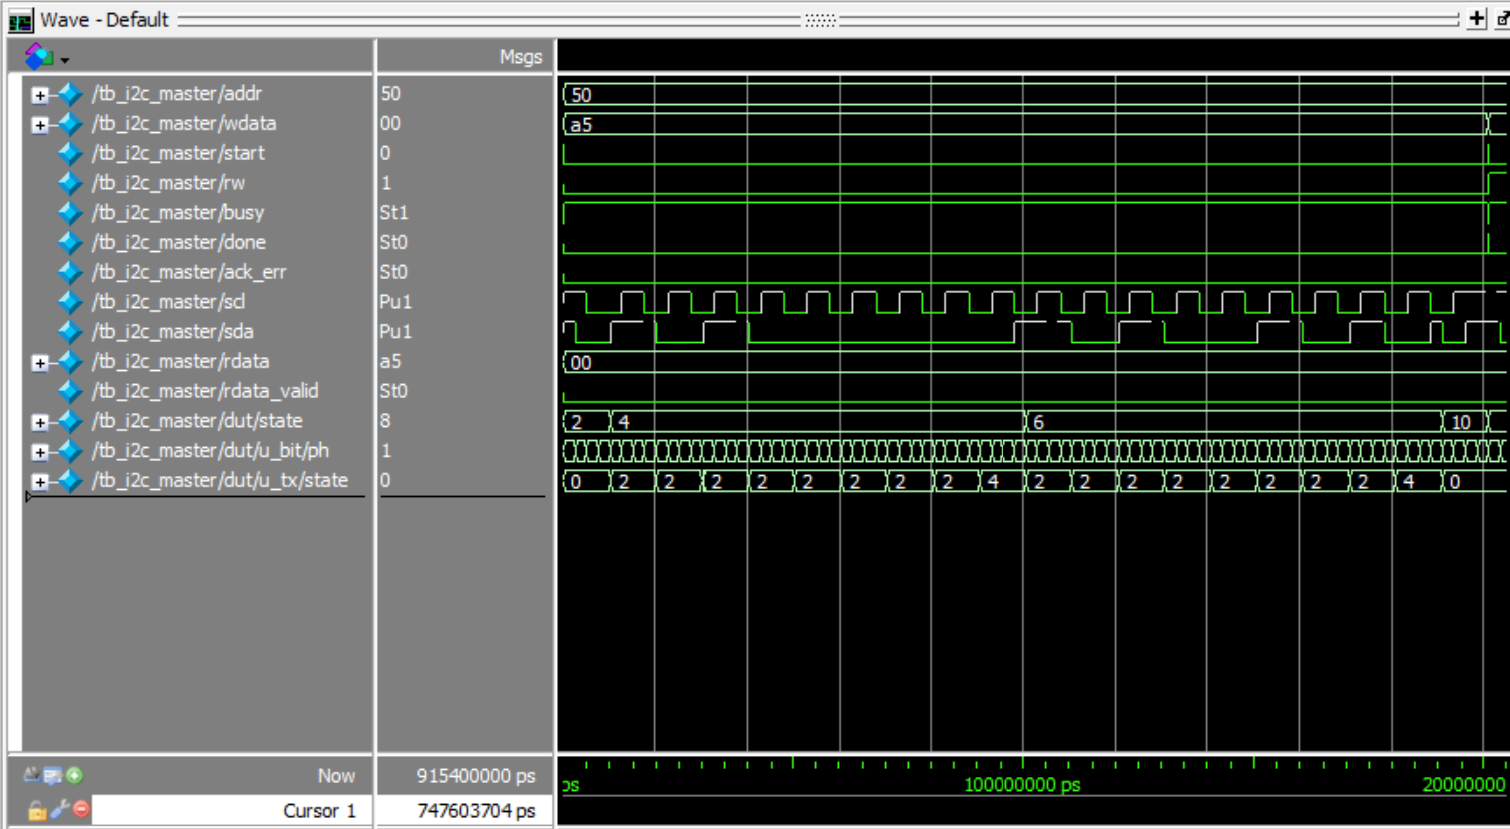 Wave - Default
Msgs
/tb_i2c_master/addr 50 50
/tb_i2c_master/wdata 00 a5
/tb_i2c_master/start 0
/tb_i2c_master/rw 1
/tb_i2c_master/busy St1
/tb_i2c_master/done St0
/tb_i2c_master/ack_err St0
/tb_i2c_master/scl Pu1
/tb_i2c_master/sda Pu1
/tb_i2c_master/rdata a5 00
/tb_i2c_master/rdata_valid St0
/tb_i2c_master/dut/state 8 2 4 6 10
/tb_i2c_master/dut/u_bit/ph 1
/tb_i2c_master/dut/u_tx/state 0 0 2 2 2 2 2 2 2 2 4 2 2 2 2 2 2 2 2 4 0
Now 915400000 ps ps 100000000 ps 20000000
Cursor 1 747603704 ps